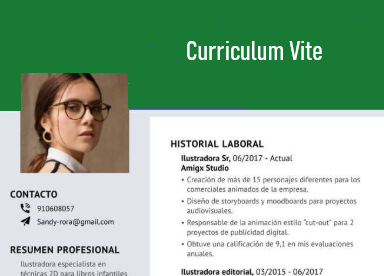 Curriculum Vite
CONTACTO
910608057
Sandy-rora@gmail.com
RESUMEN PROFESIONAL
Ilustradora especialista en
técnicas 2D para libros infantiles
HISTORIAL LABORAL
Ilustradora Sr, 06/2017 - Actual
Amigx Studio
• Creación de más de 15 personajes diferentes para los
comerciales animados de la empresa.
• Diseño de storyboards y moodboards para proyectos
audiovisuales.
• Responsable de la animación estilo "cut-out" para 2
proyectos de publicidad digital.
• Obtuve una calificación de 9,1 en mis evaluaciones
anuales.
Ilustradora editorial, 03/2015 - 06/2017